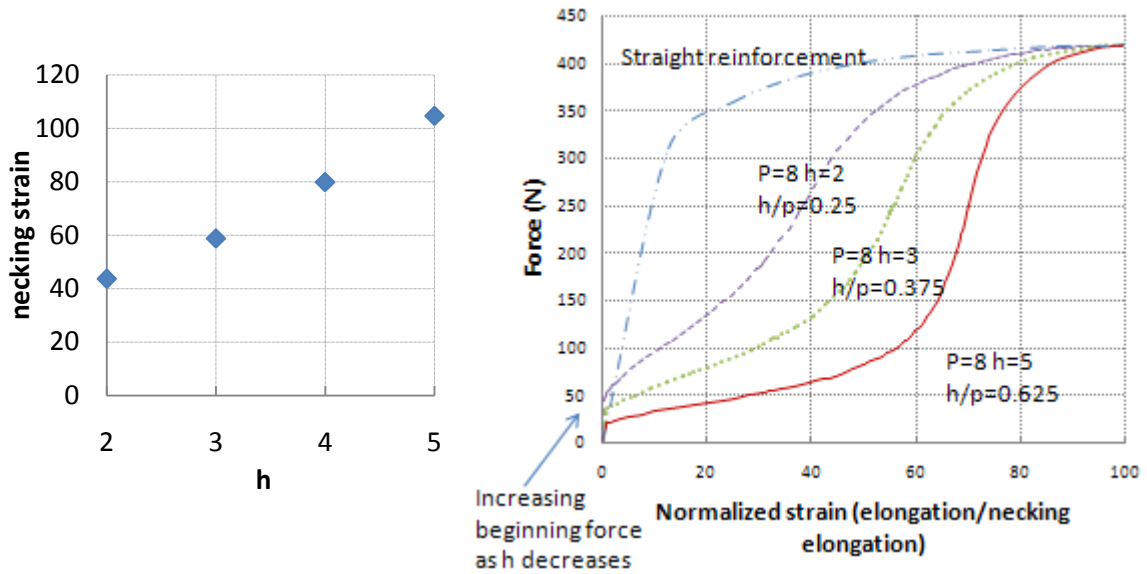 120
100
80
60
40
20
0
necking strain
2 3 4 5
h
450
400
350
300
250
200
150
100
50
0
Force (N)
Straight reinforcement
P=8 h=2
h/p=0.25
P=8 h=3
h/p=0.375
P=8 h=5
h/p=0.625
0 20 40 60 80 100
Normalized strain (elongation/necking
elongation)
Increasing
beginning force
as h decreases